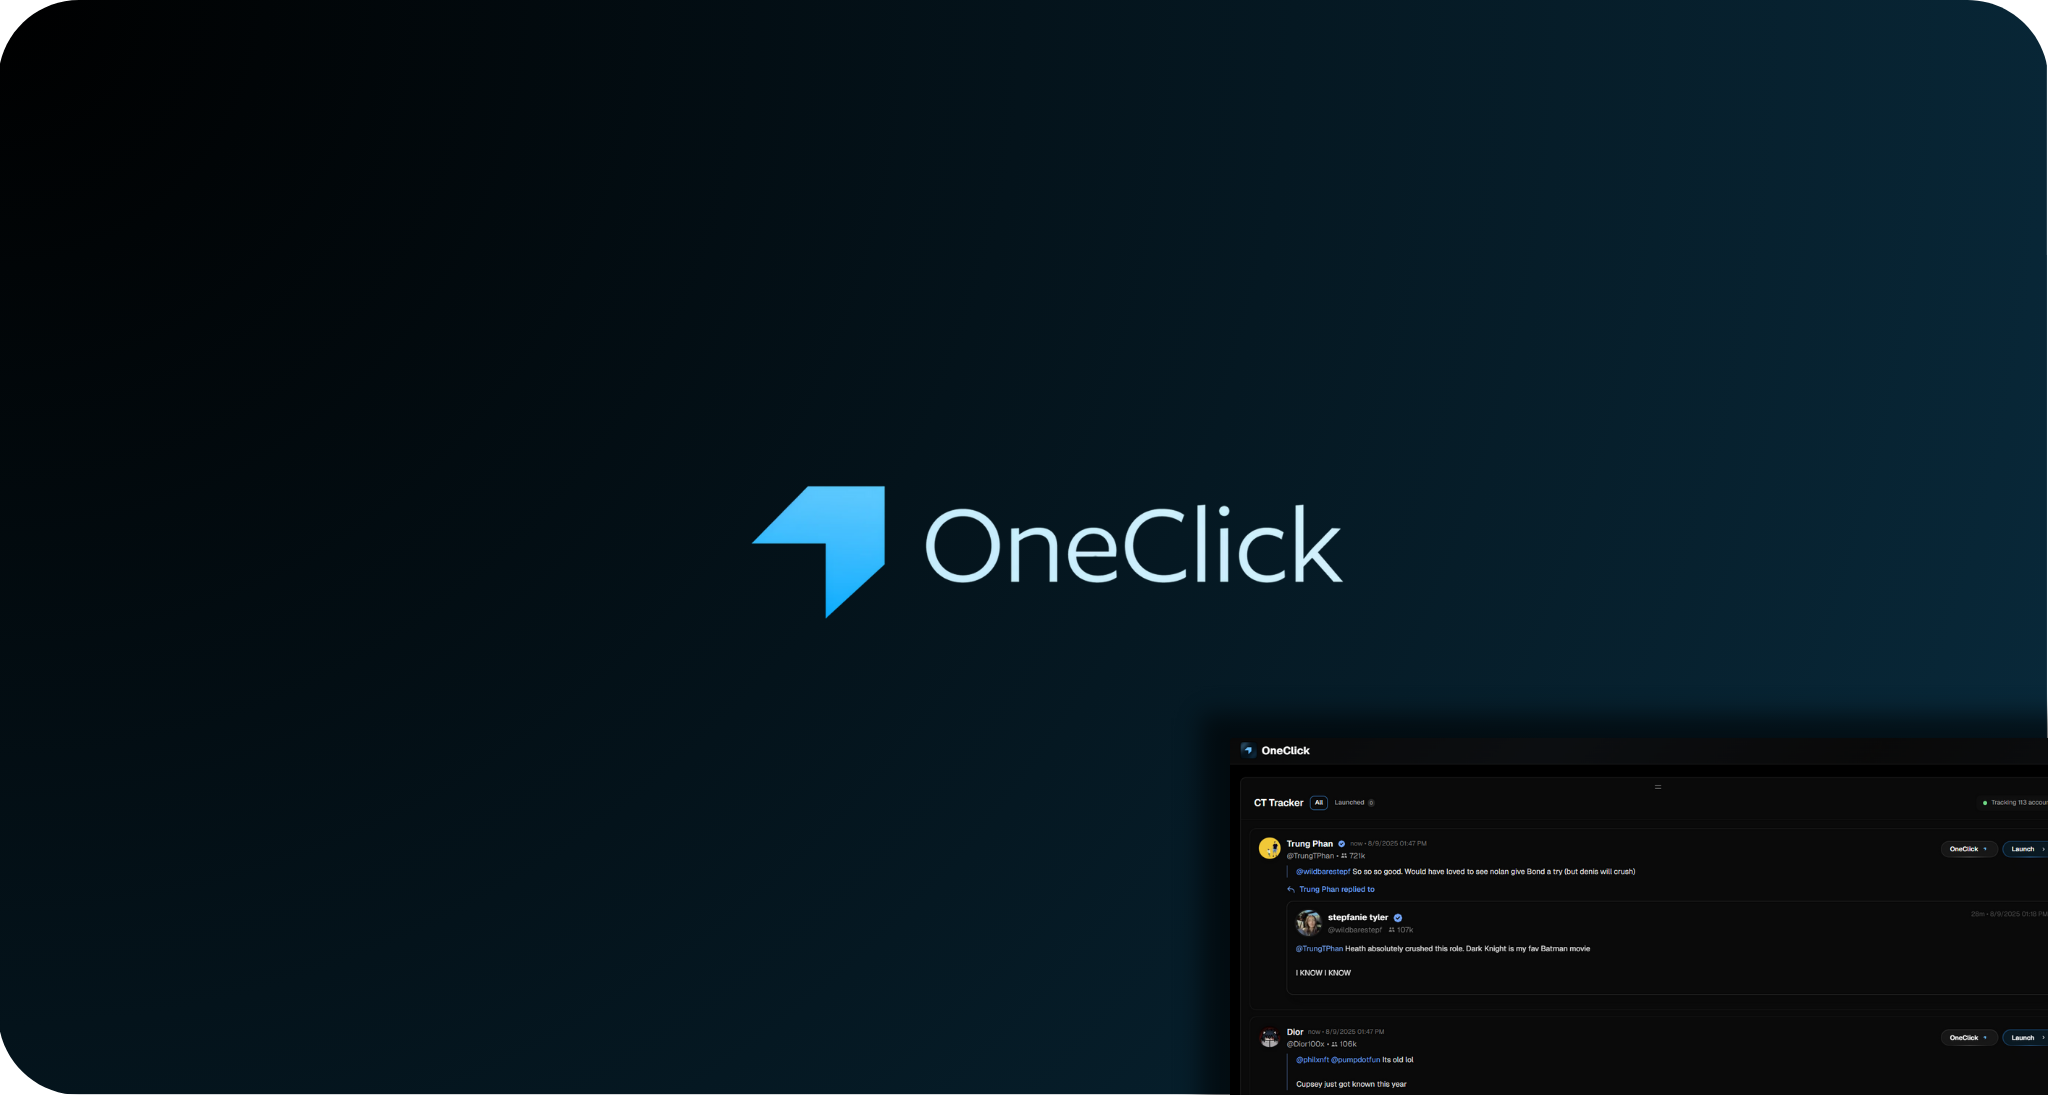 OneClick
OneClick
CT Tracker All Launched 0
Tracking 113 accoun
Trung Phan now • 8/9/2025 01:47 PM
@TrungTPhan • 721k
OneClick Launch
@wildbarestepf So so so good. Would have loved to see nolan give Bond a try (but denis will crush)
Trung Phan replied to
stepfanie tyler 28m • 8/9/2025 01:18 PM
@wildbarestepf 107k
@TrungTPhan Heath absolutely crushed this role. Dark Knight is my fav Batman movie
I KNOW I KNOW
Dior now • 8/9/2025 01:47 PM
@Dior100x • 106k
OneClick Launch
@philxnft @pumpdotfun Its old lol
Cupsey just got known this year